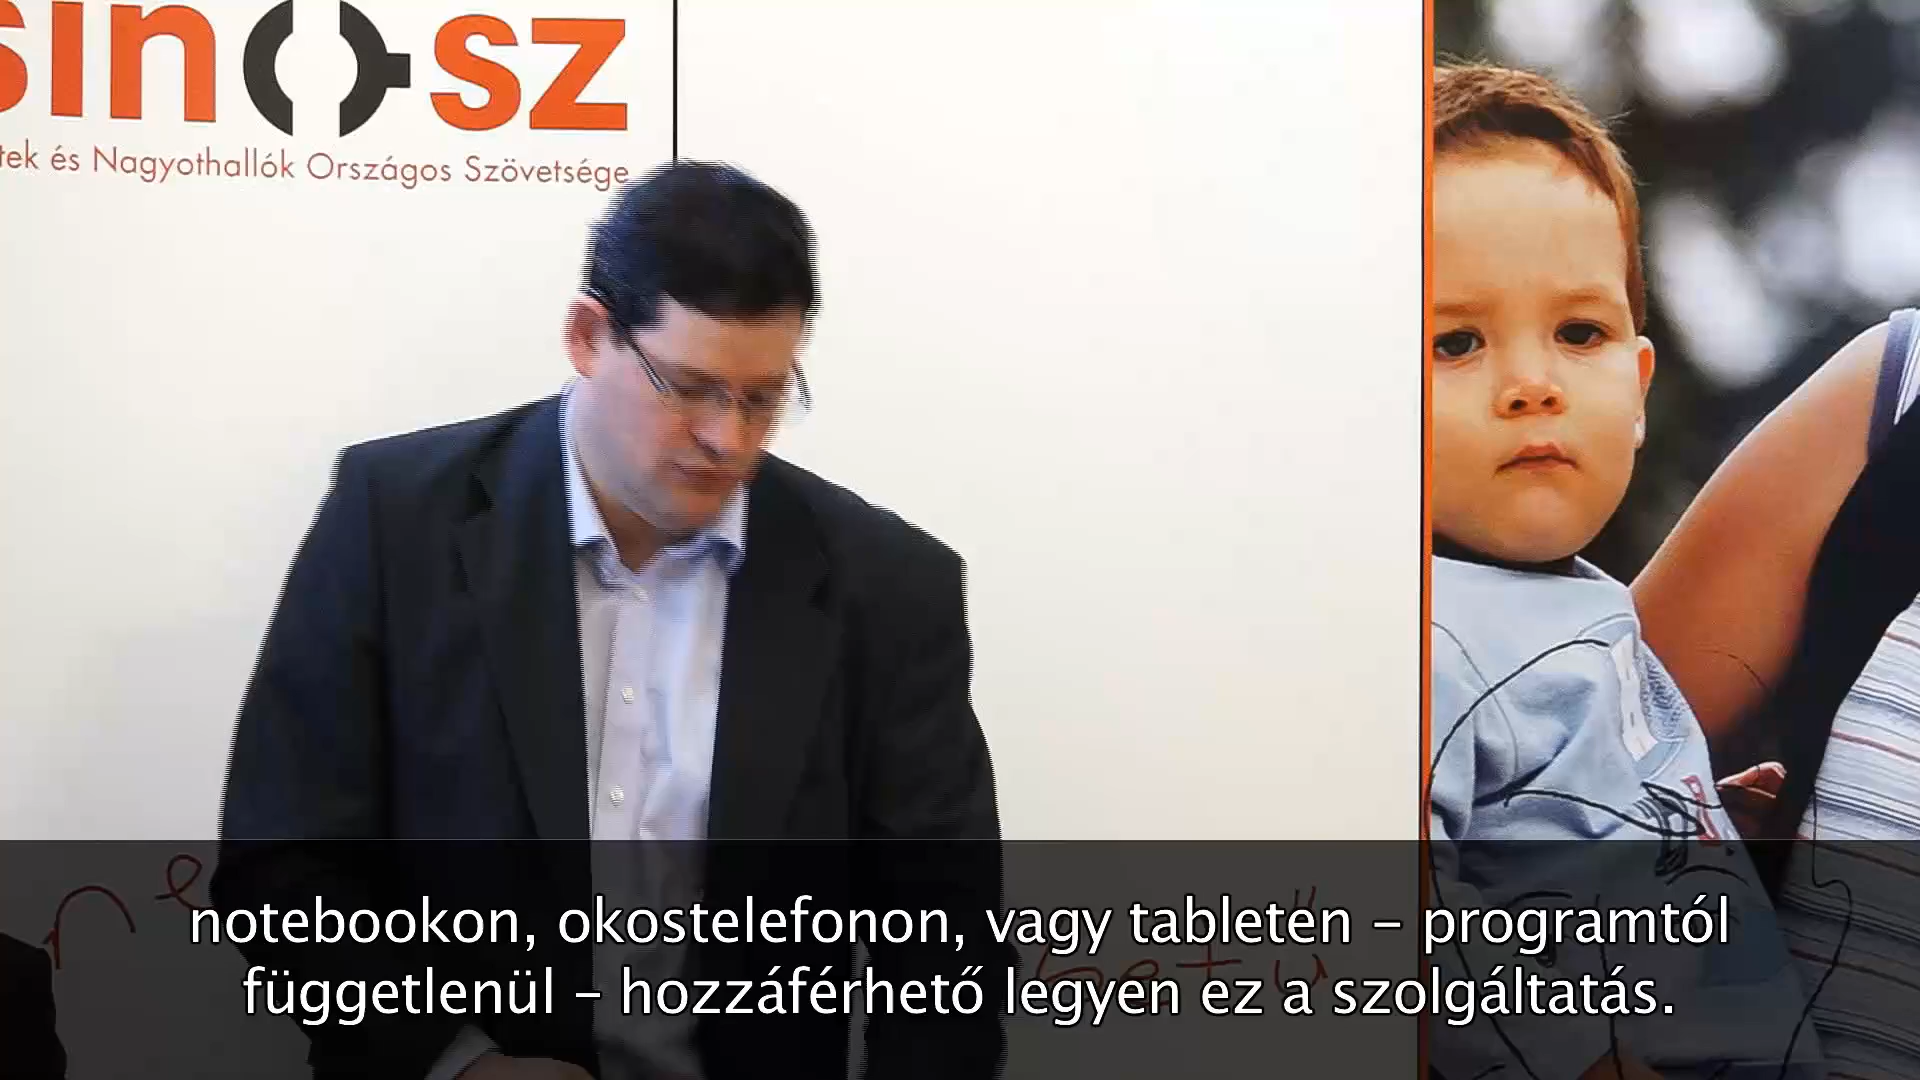 sinosz
tek és Nagyothallók Országos Szövetsége
notebookon, okostelefonon, vagy tableten – programtól
függetlenül – hozzáférhető legyen ez a szolgáltatás.